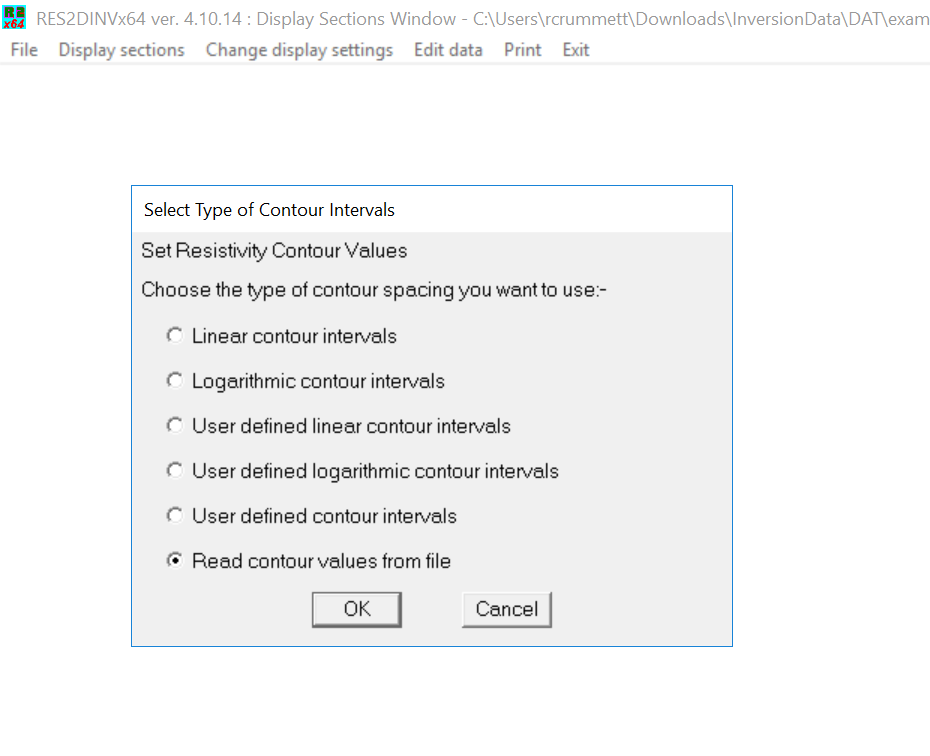 R2
x64
RES2DINVx64 ver. 4.10.14 : Display Sections Window - C:\Users\rcrummett\Downloads\InversionData\DAT\exam
File Display sections Change display settings Edit data Print Exit
Select Type of Contour Intervals
Set Resistivity Contour Values
Choose the type of contour spacing you want to use:-
Linear contour intervals
Logarithmic contour intervals
User defined linear contour intervals
User defined logarithmic contour intervals
User defined contour intervals
Read contour values from file
OK Cancel